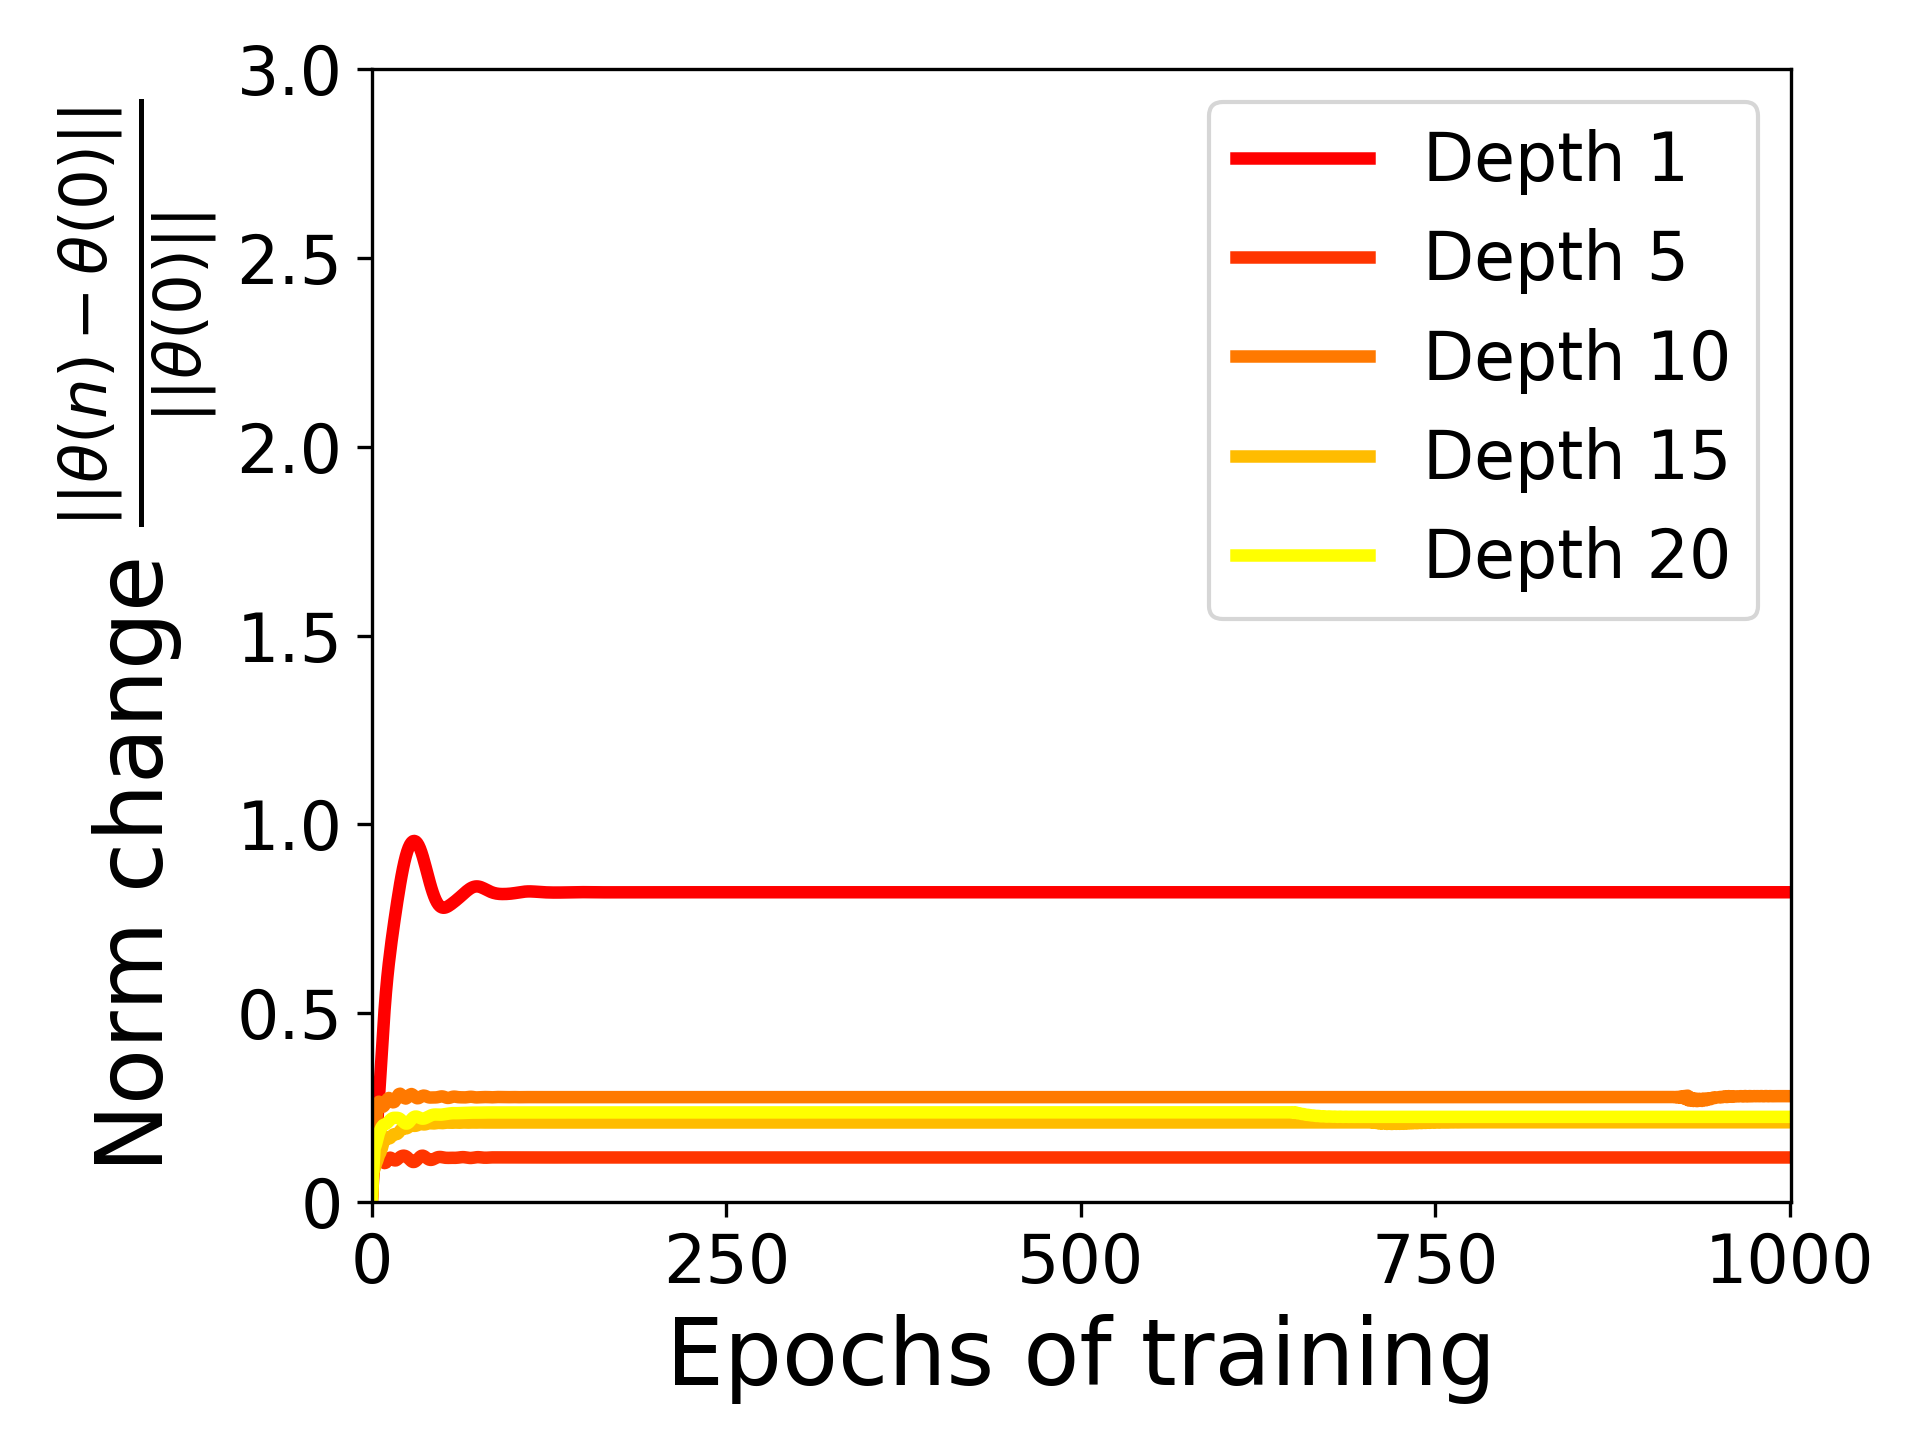 Norm change ||θ(n) − θ(0)|| / ||θ(0)||
3.0
2.5
2.0
1.5
1.0
0.5
0
0 250 500 750 1000
Epochs of training
Depth 1
Depth 5
Depth 10
Depth 15
Depth 20